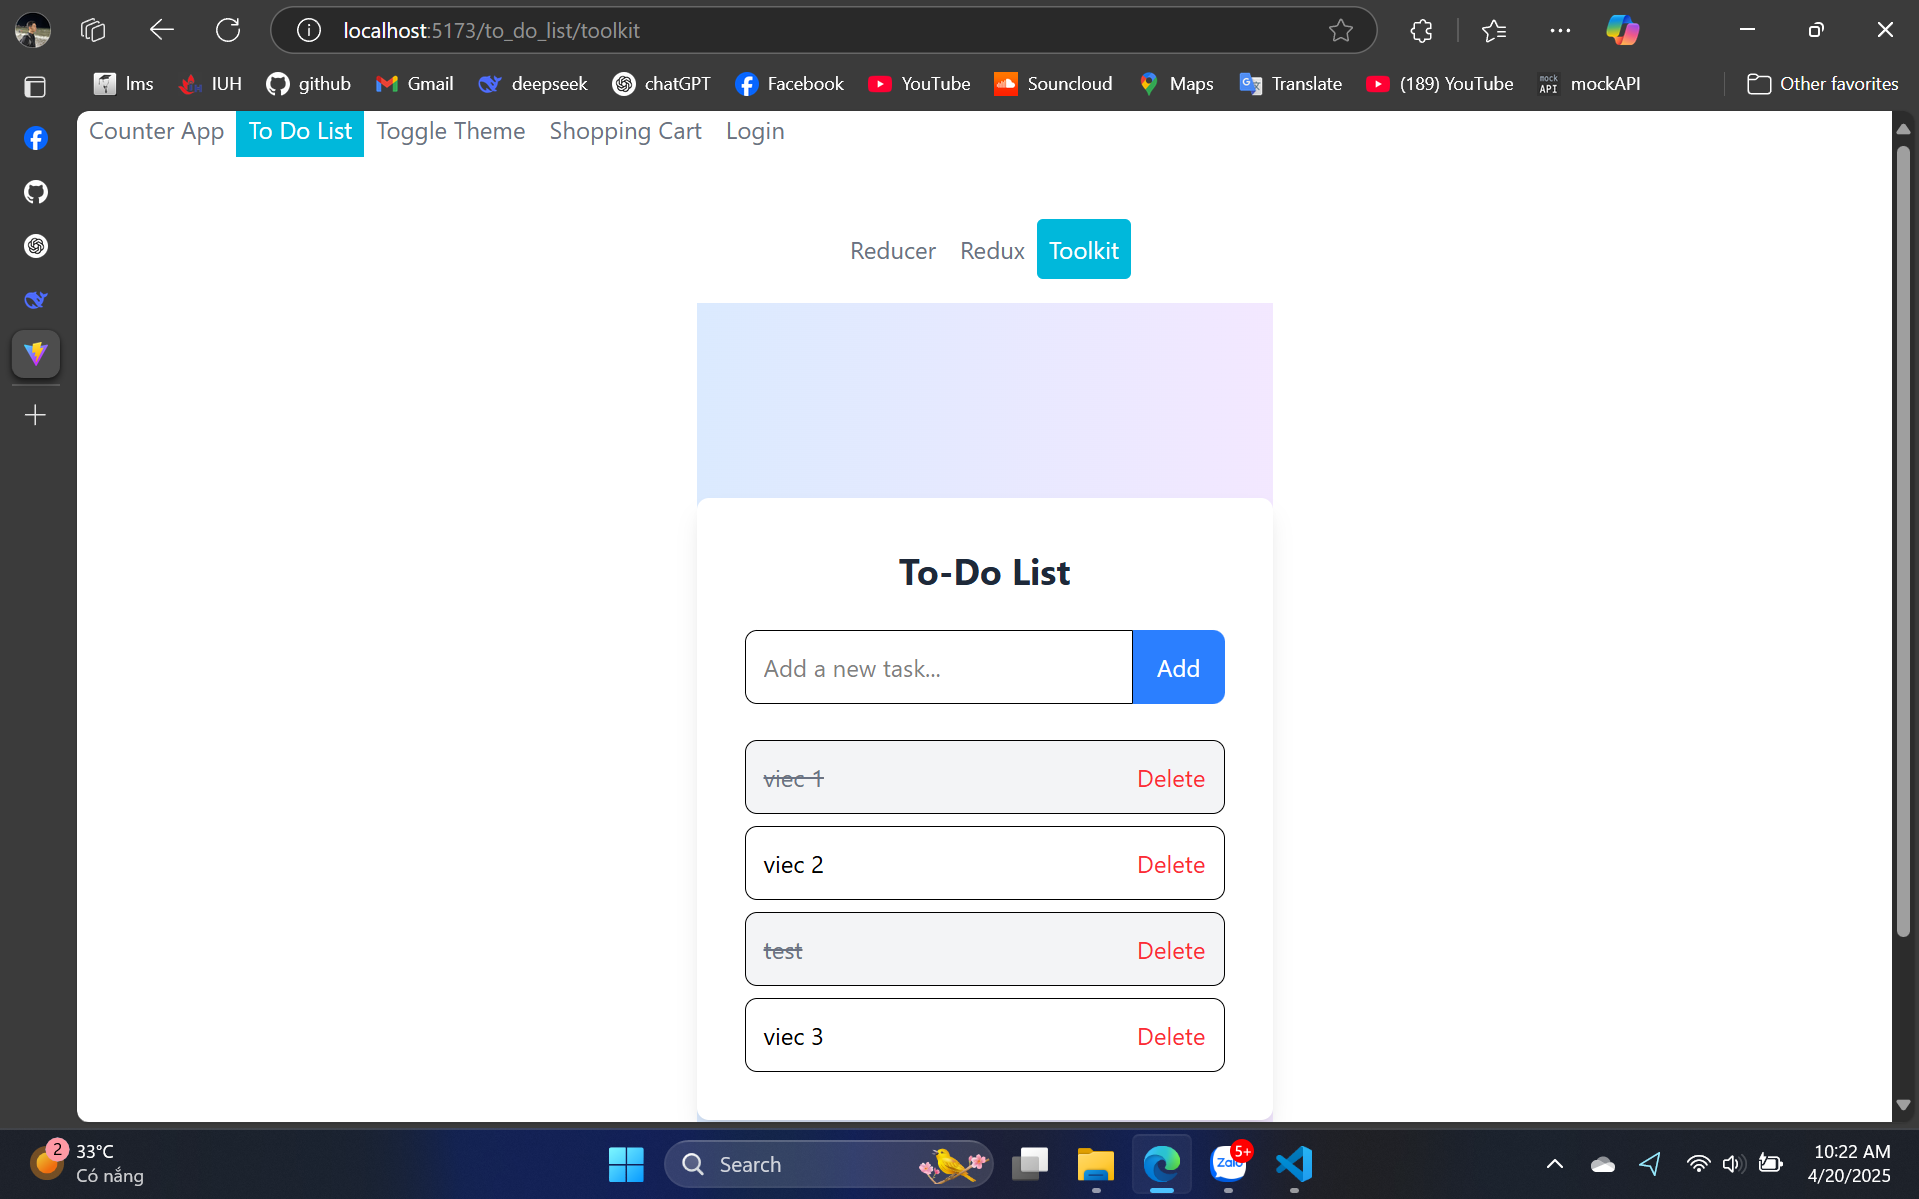 localhost:5173/to_do_list/toolkit
lms IUH github Gmail deepseek chatGPT Facebook YouTube Souncloud Maps Translate (189) YouTube mock API mockAPI Other favorites
Counter App To Do List Toggle Theme Shopping Cart Login
Reducer Redux Toolkit
To-Do List
Add a new task... Add
viec 1 Delete
viec 2 Delete
test Delete
viec 3 Delete
2 33°C
Có nắng
Search
Zalo 5+
10:22 AM
4/20/2025